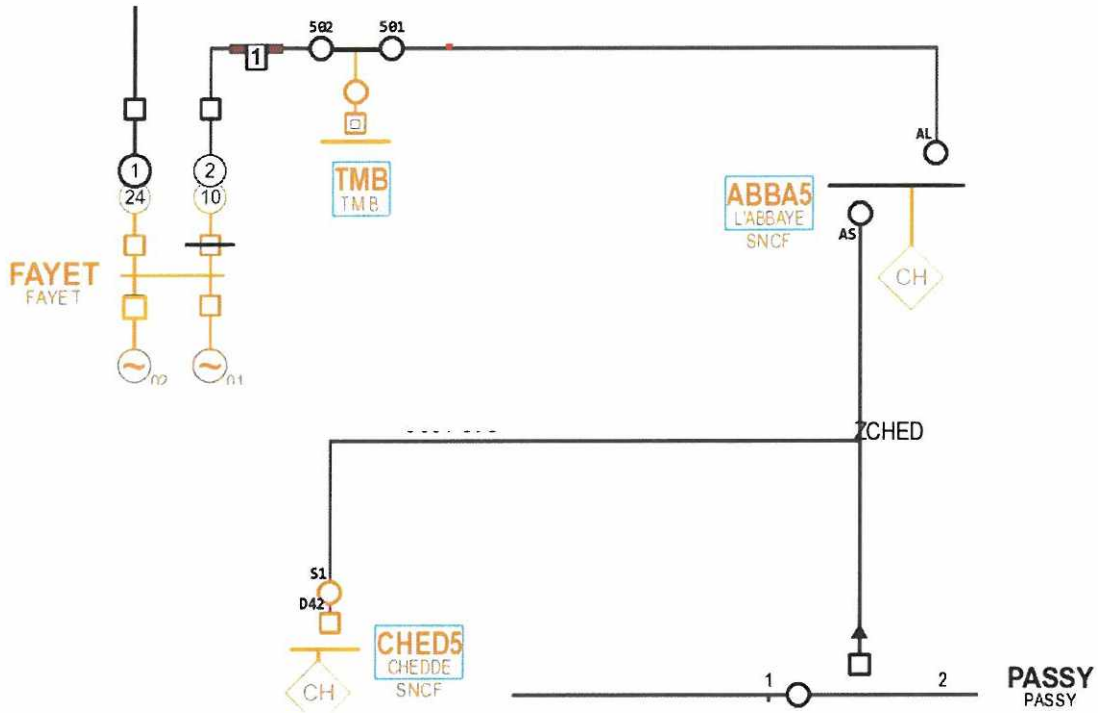 502
501
1
AL
1
2
24
10
TMB
TMB
ABBA5
L'ABBAYE
SNCF
AS
CH
FAYET
FAYET
~
02
~
01
ZCHED
S1
D42
CHED5
CHEDDE
SNCF
CH
1
2
PASSY
PASSY